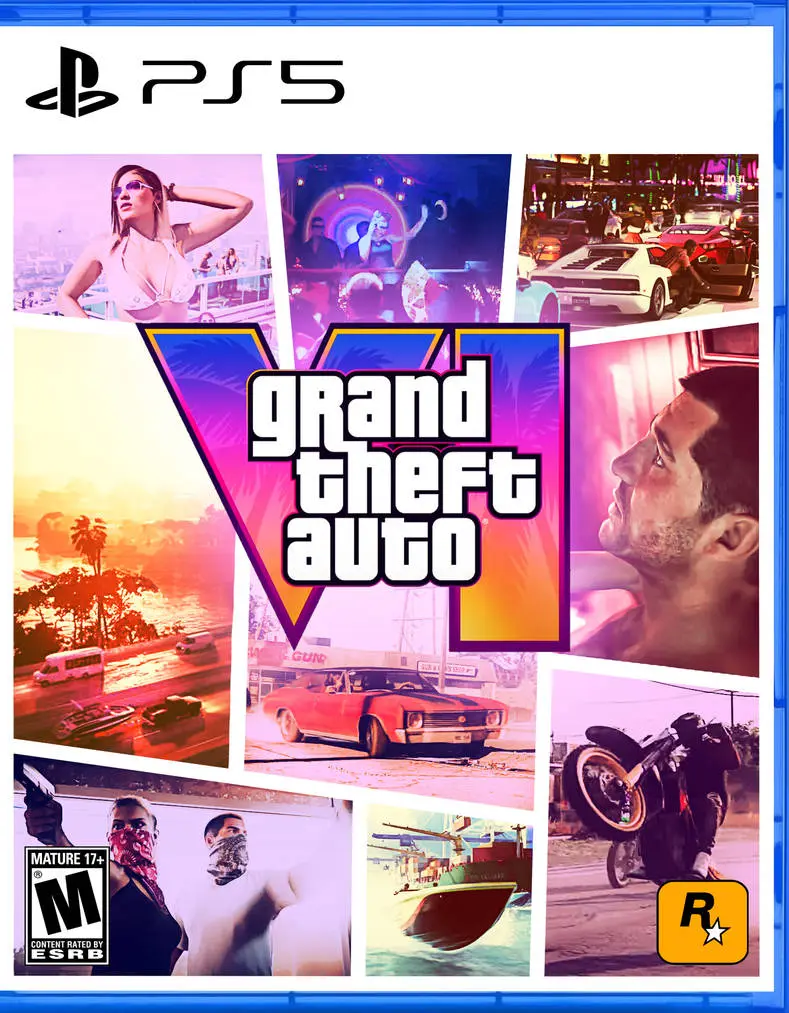 PS5
VI
grand
theft
auto
®
GUN
MATURE 17+
®
M
CONTENT RATED BY
ESRB
R